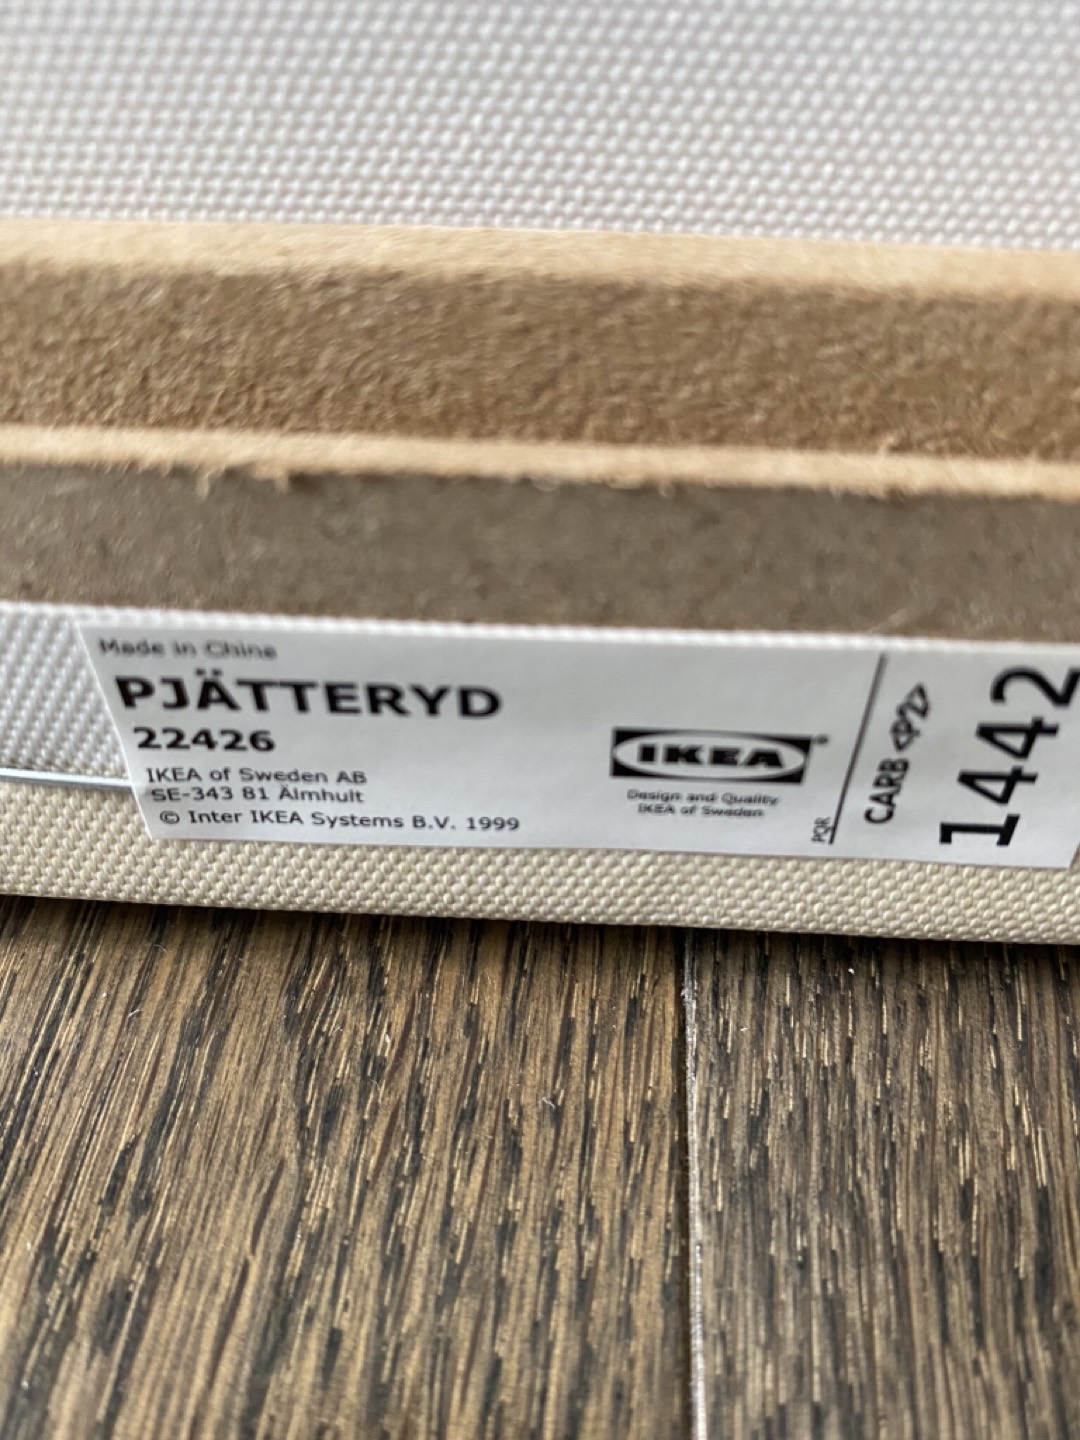 Made in China
PJÄTTERYD
22426
IKEA of Sweden AB
SE-343 81 Älmhult
© Inter IKEA Systems B.V. 1999
IKEA®
Design and Quality
IKEA of Sweden
PQR
CARB <P2>
1442